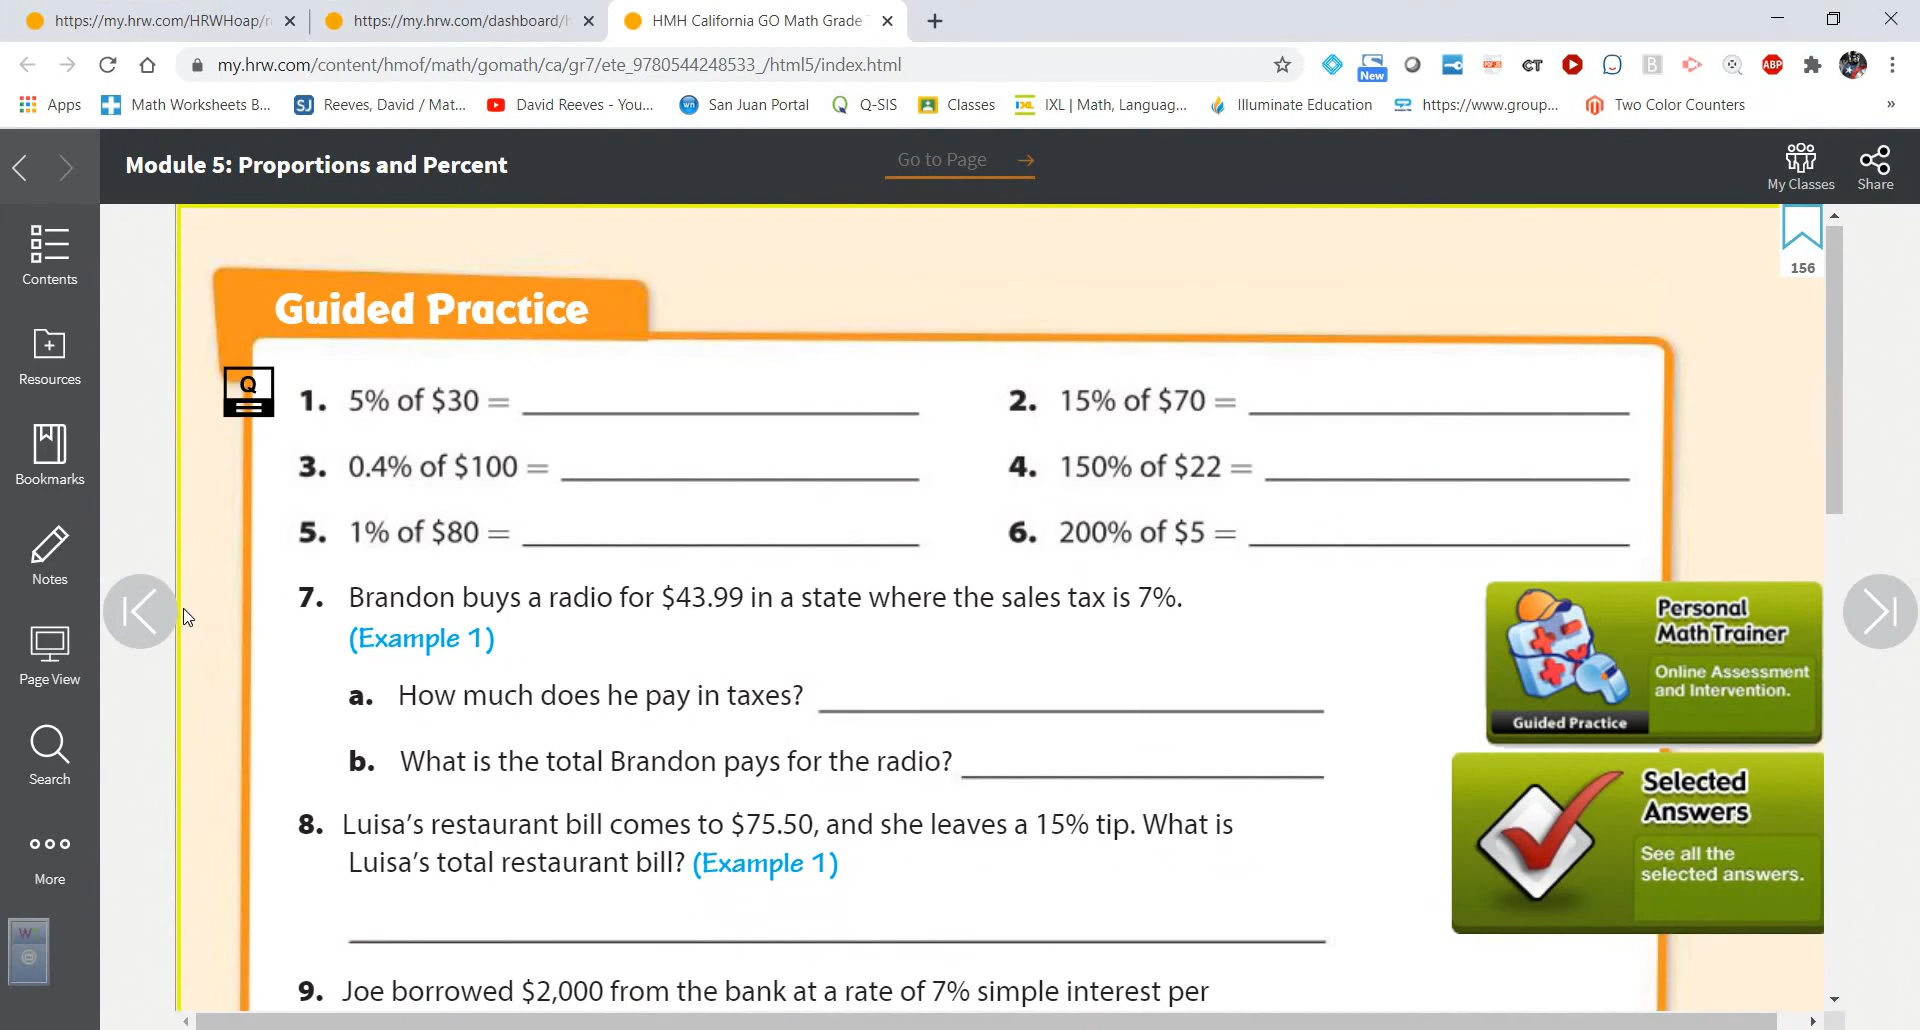 https://my.hrw.com/HRWHoap/r
https://my.hrw.com/dashboard/h
HMH California GO Math Grade
my.hrw.com/content/hmof/math/gomath/ca/gr7/ete_9780544248533_/html5/index.html
New
CT
ABP
Apps
Math Worksheets B...
SJ Reeves, David / Mat...
David Reeves - You...
San Juan Portal
Q-SIS
Classes
IXL | Math, Languag...
Illuminate Education
https://www.group...
Two Color Counters
»
Module 5: Proportions and Percent
Go to Page
My Classes
Share
Contents
Resources
Bookmarks
Notes
Page View
Search
More
156
Guided Practice
Q
1. 5% of $30 =
2. 15% of $70 =
3. 0.4% of $100 =
4. 150% of $22 =
5. 1% of $80 =
6. 200% of $5 =
7. Brandon buys a radio for $43.99 in a state where the sales tax is 7%.
(Example 1)
a. How much does he pay in taxes?
b. What is the total Brandon pays for the radio?
8. Luisa's restaurant bill comes to $75.50, and she leaves a 15% tip. What is
Luisa's total restaurant bill? (Example 1)
9. Joe borrowed $2,000 from the bank at a rate of 7% simple interest per
Personal
Math Trainer
Online Assessment
and Intervention.
Guided Practice
Selected
Answers
See all the
selected answers.